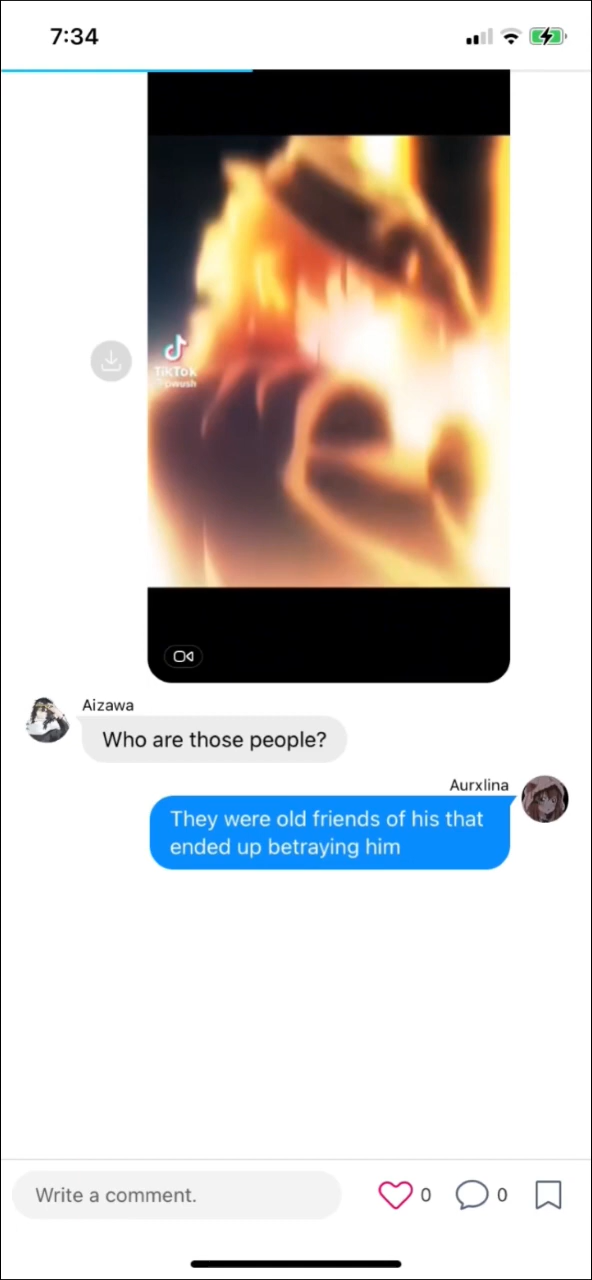 7:34
TikTok
Aizawa
Who are those people?
Aurxlina
They were old friends of his that
ended up betraying him
Write a comment.
0
0